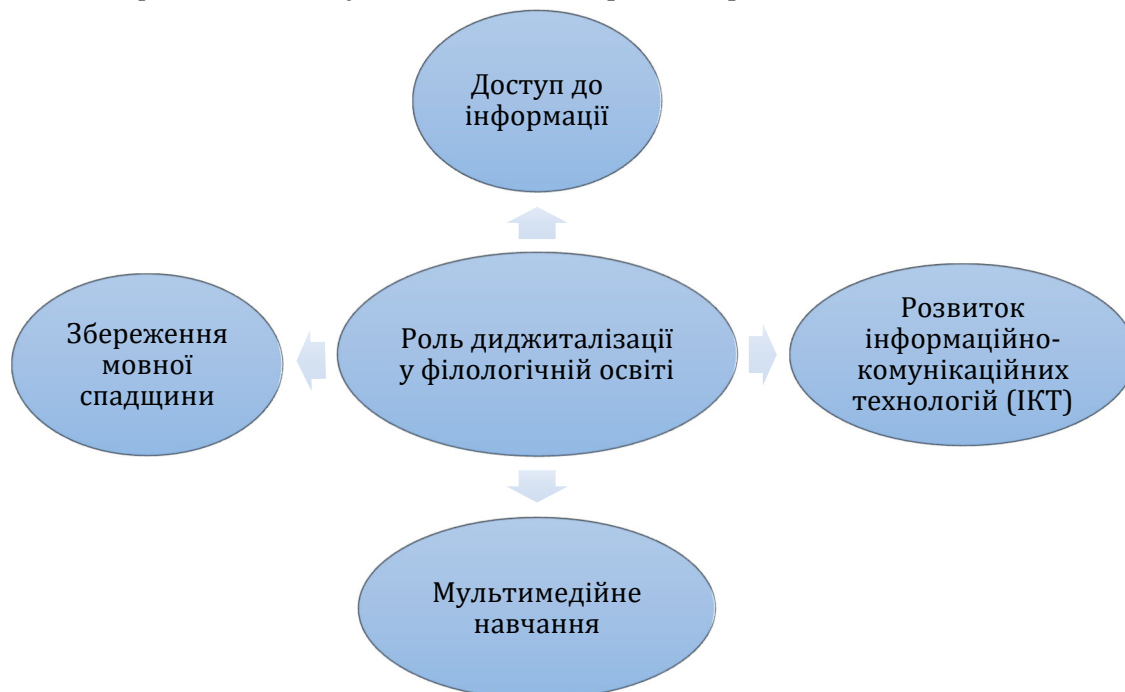 Доступ до
інформації
Збереження
мовної
спадщини
Роль диджиталізації
у філологічній освіті
Розвиток
інформаційно-
комунікаційних
технологій (ІКТ)
Мультимедійне
навчання